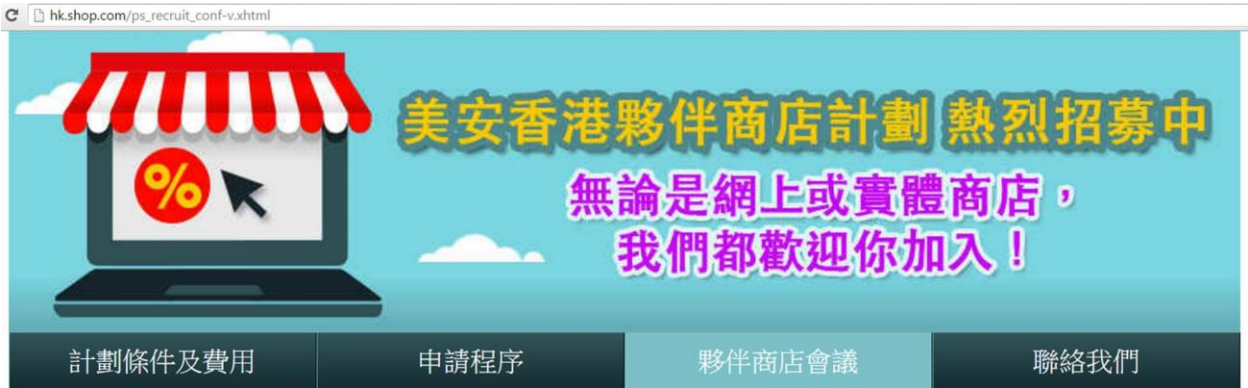 hk.shop.com/ps_recruit_conf-v.xhtml
美安香港夥伴商店計劃 熱烈招募中
%
無論是網上或實體商店，
我們都歡迎你加入！
計劃條件及費用 申請程序 夥伴商店會議 聯絡我們